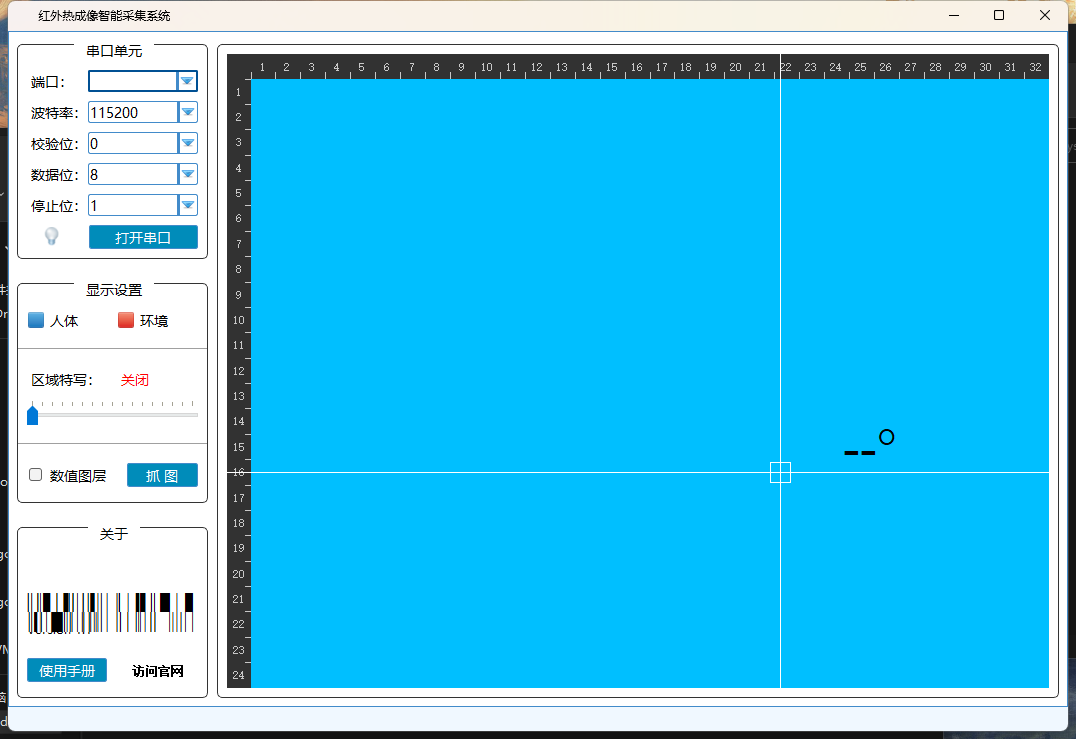 红外热成像智能采集系统
串口单元
端口：
波特率： 115200
校验位： 0
数据位： 8
停止位： 1
打开串口
显示设置
人体 环境
区域特写： 关闭
数值图层 抓 图
关于
使用手册 访问官网
1 2 3 4 5 6 7 8 9 10 11 12 13 14 15 16 17 18 19 20 21 22 23 24 25 26 27 28 29 30 31 32
1
2
3
4
5
6
7
8
9
10
11
12
13
14
15
16
17
18
19
20
21
22
23
24
--°